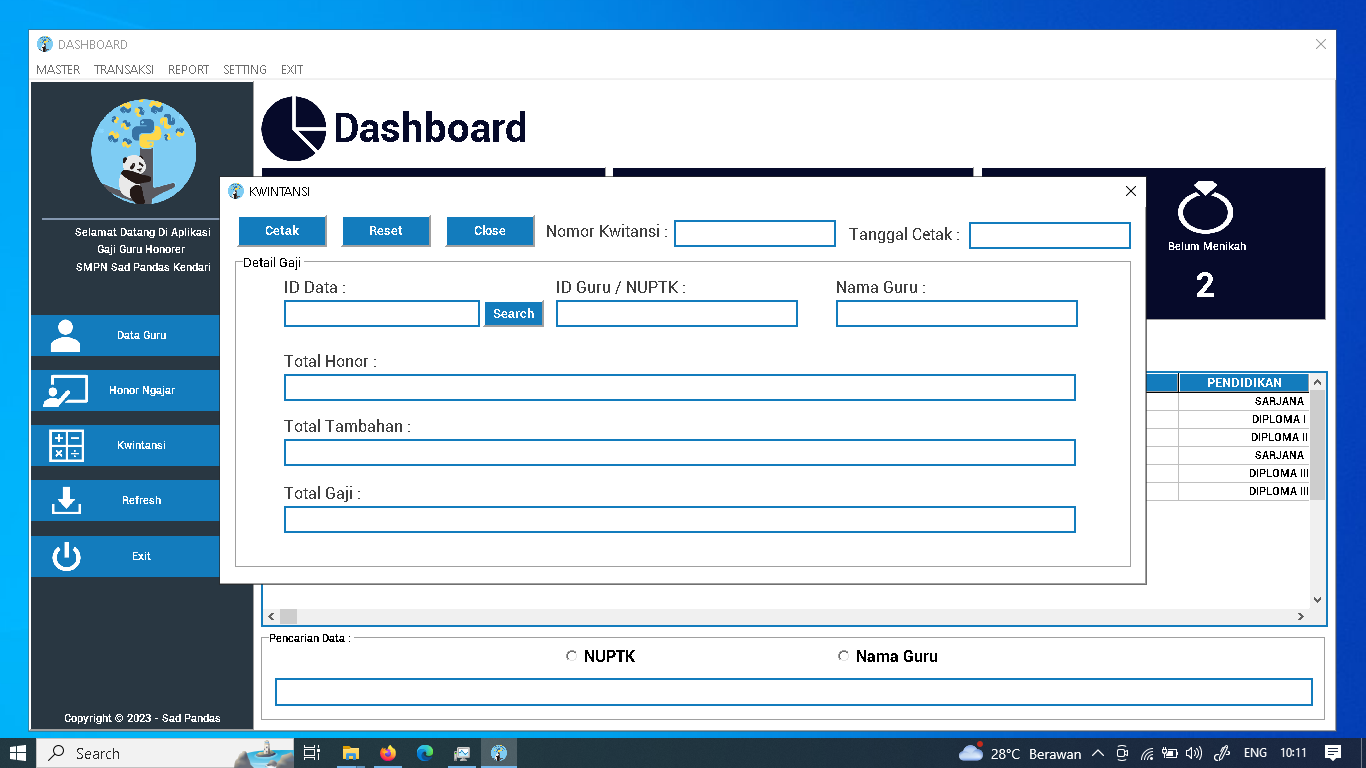 DASHBOARD
MASTER TRANSAKSI REPORT SETTING EXIT
Dashboard
Selamat Datang Di Aplikasi
Gaji Guru Honorer
SMPN Sad Pandas Kendari
Data Guru
Honor Ngajar
Kwintansi
Refresh
Exit
Copyright © 2023 - Sad Pandas
KWINTANSI
Cetak Reset Close Nomor Kwitansi : Tanggal Cetak :
Detail Gaji
ID Data : ID Guru / NUPTK : Nama Guru :
Search
Total Honor :
Total Tambahan :
Total Gaji :
Belum Menikah
2
PENDIDIKAN
SARJANA
DIPLOMA I
DIPLOMA II
SARJANA
DIPLOMA III
DIPLOMA III
Pencarian Data :
NUPTK Nama Guru
Search 28°C Berawan ENG 10:11